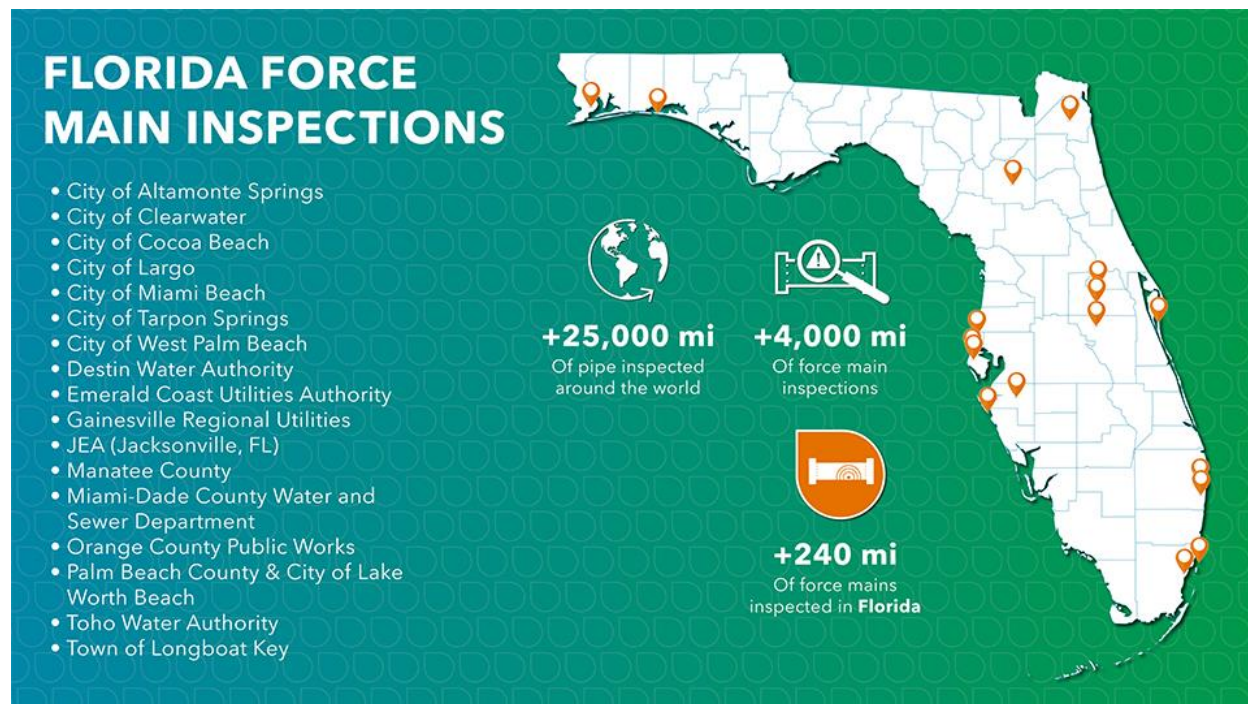 FLORIDA FORCE
MAIN INSPECTIONS
• City of Altamonte Springs
• City of Clearwater
• City of Cocoa Beach
• City of Largo
• City of Miami Beach
• City of Tarpon Springs
• City of West Palm Beach
• Destin Water Authority
• Emerald Coast Utilities Authority
• Gainesville Regional Utilities
• JEA (Jacksonville, FL)
• Manatee County
• Miami-Dade County Water and
Sewer Department
• Orange County Public Works
• Palm Beach County & City of Lake
Worth Beach
• Toho Water Authority
• Town of Longboat Key
+25,000 mi
Of pipe inspected
around the world
+4,000 mi
Of force main
inspections
+240 mi
Of force mains
inspected in Florida